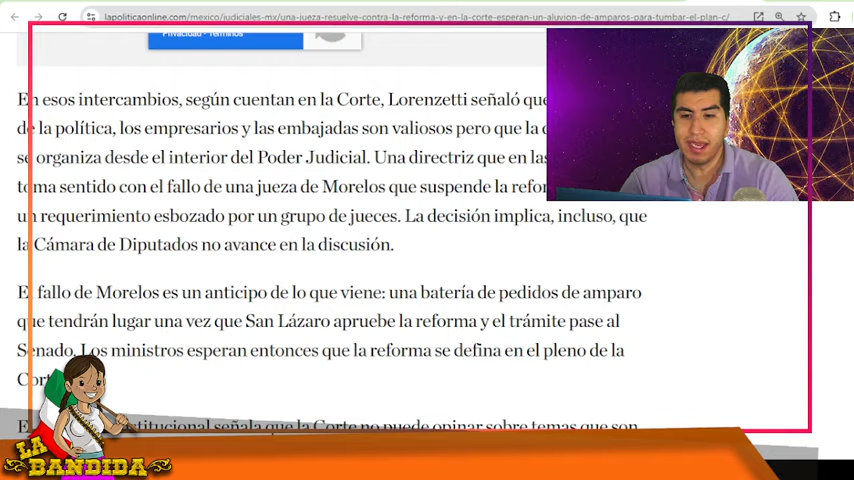 lapoliticaonline.com/mexico/judiciales-mx/una-jueza-resuelve-contra-la-reforma-y-en-la-corte-esperan-un-aluvion-de-amparos-para-tumbar-el-plan-c/
Privacidad - Términos
En esos intercambios, según cuentan en la Corte, Lorenzetti señaló que
de la política, los empresarios y las embajadas son valiosos pero que la
se organiza desde el interior del Poder Judicial. Una directriz que en las
toma sentido con el fallo de una jueza de Morelos que suspende la
un requerimiento esbozado por un grupo de jueces. La decisión implica, incluso, que
la Cámara de Diputados no avance en la discusión.
El fallo de Morelos es un anticipo de lo que viene: una batería de pedidos de amparo
que tendrán lugar una vez que San Lázaro apruebe la reforma y el trámite pase al
Senado. Los ministros esperan entonces que la reforma se defina en el pleno de la
señala que la Corte no puede opinar sobre temas que son
LA
BANDIDA